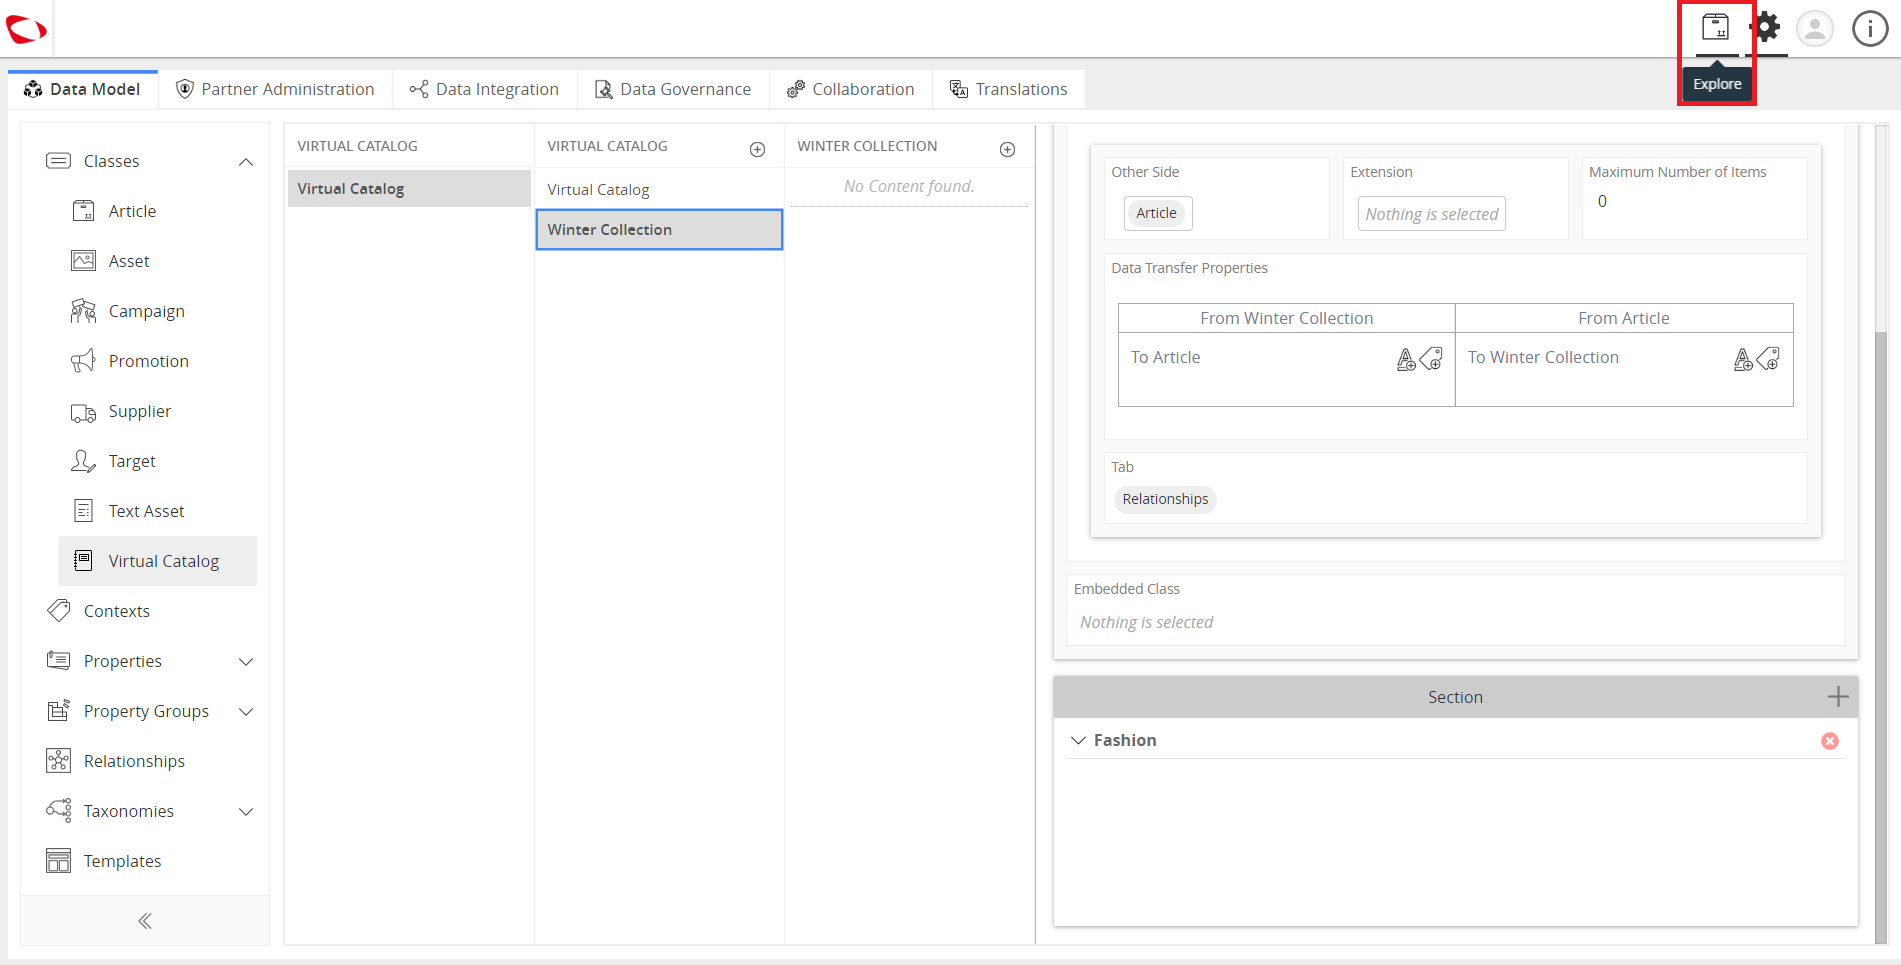 Explore
Data Model
Partner Administration
Data Integration
Data Governance
Collaboration
Translations
Classes
Article
Asset
Campaign
Promotion
Supplier
Target
Text Asset
Virtual Catalog
Contexts
Properties
Property Groups
Relationships
Taxonomies
Templates
VIRTUAL CATALOG
Virtual Catalog
VIRTUAL CATALOG
Virtual Catalog
Winter Collection
WINTER COLLECTION
No Content found.
Other Side
Article
Extension
Nothing is selected
Maximum Number of Items
0
Data Transfer Properties
From Winter Collection
From Article
To Article
To Winter Collection
Tab
Relationships
Embedded Class
Nothing is selected
Section
Fashion